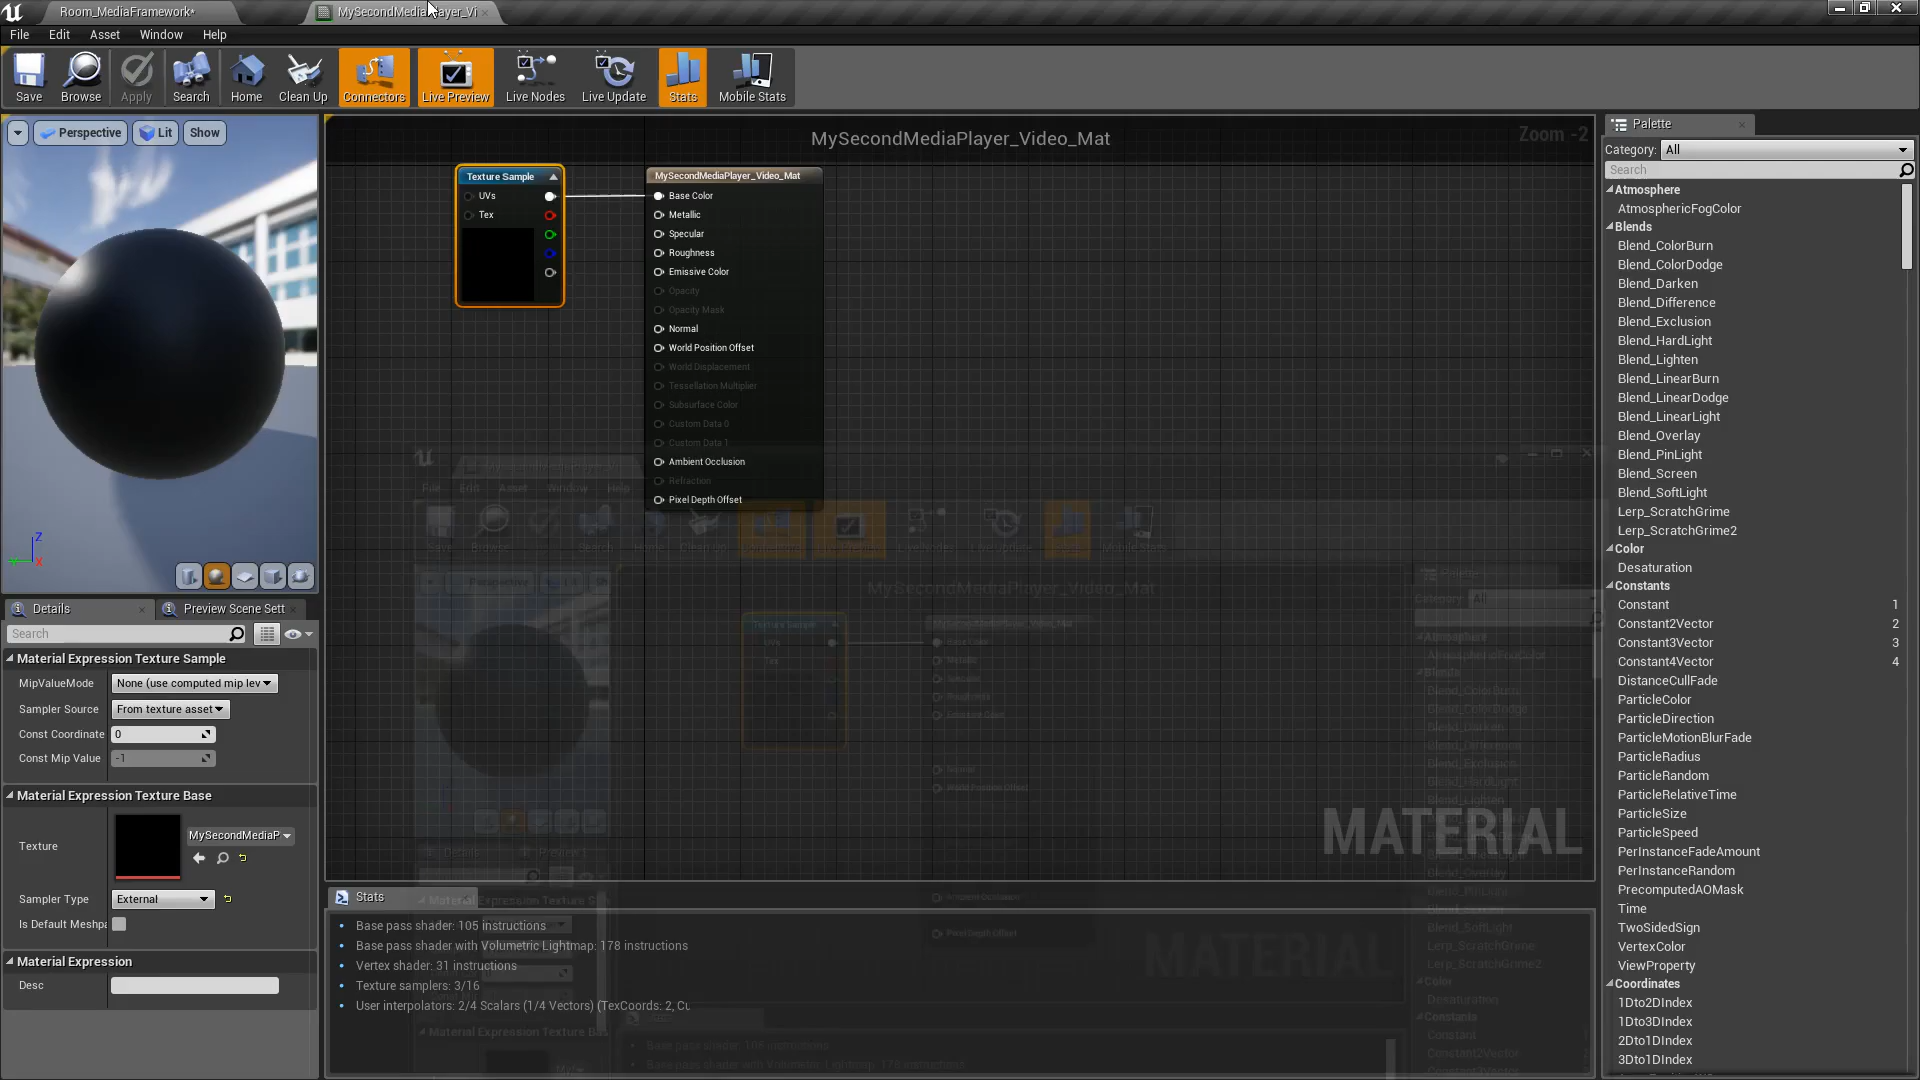 Room_MediaFramework*
MySecondMediaPlayer_Vi
File Edit Asset Window Help
Save Browse Apply Search Home Clean Up Connectors Live Preview Live Nodes Live Update Stats Mobile Stats
Perspective Lit Show
MySecondMediaPlayer_Video_Mat
Zoom -2
Texture Sample
UVs
Tex
MySecondMediaPlayer_Video_Mat
Base Color
Metallic
Specular
Roughness
Emissive Color
Opacity
Opacity Mask
Normal
World Position Offset
World Displacement
Tessellation Multiplier
Subsurface Color
Custom Data 0
Custom Data 1
Ambient Occlusion
Refraction
Pixel Depth Offset
MATERIAL
Z
Details
Preview Scene Sett
Search
Material Expression Texture Sample
MipValueMode None (use computed mip lev
Sampler Source From texture asset
Const Coordinate 0
Const Mip Value -1
Material Expression Texture Base
Texture MySecondMediaP
Sampler Type External
Is Default Meshpa
Material Expression
Desc
Stats
Base pass shader: 105 instructions
Base pass shader with Volumetric Lightmap: 178 instructions
Vertex shader: 31 instructions
Texture samplers: 3/16
User interpolators: 2/4 Scalars (1/4 Vectors) (TexCoords: 2, Cu
Palette
Category: All
Search
Atmosphere
AtmosphericFogColor
Blends
Blend_ColorBurn
Blend_ColorDodge
Blend_Darken
Blend_Difference
Blend_Exclusion
Blend_HardLight
Blend_Lighten
Blend_LinearBurn
Blend_LinearDodge
Blend_LinearLight
Blend_Overlay
Blend_PinLight
Blend_Screen
Blend_SoftLight
Lerp_ScratchGrime
Lerp_ScratchGrime2
Color
Desaturation
Constants
Constant 1
Constant2Vector 2
Constant3Vector 3
Constant4Vector 4
DistanceCullFade
ParticleColor
ParticleDirection
ParticleMotionBlurFade
ParticleRadius
ParticleRandom
ParticleRelativeTime
ParticleSize
ParticleSpeed
PerInstanceFadeAmount
PerInstanceRandom
PrecomputedAOMask
Time
TwoSidedSign
VertexColor
ViewProperty
Coordinates
1Dto2DIndex
1Dto3DIndex
2Dto1DIndex
3Dto1DIndex